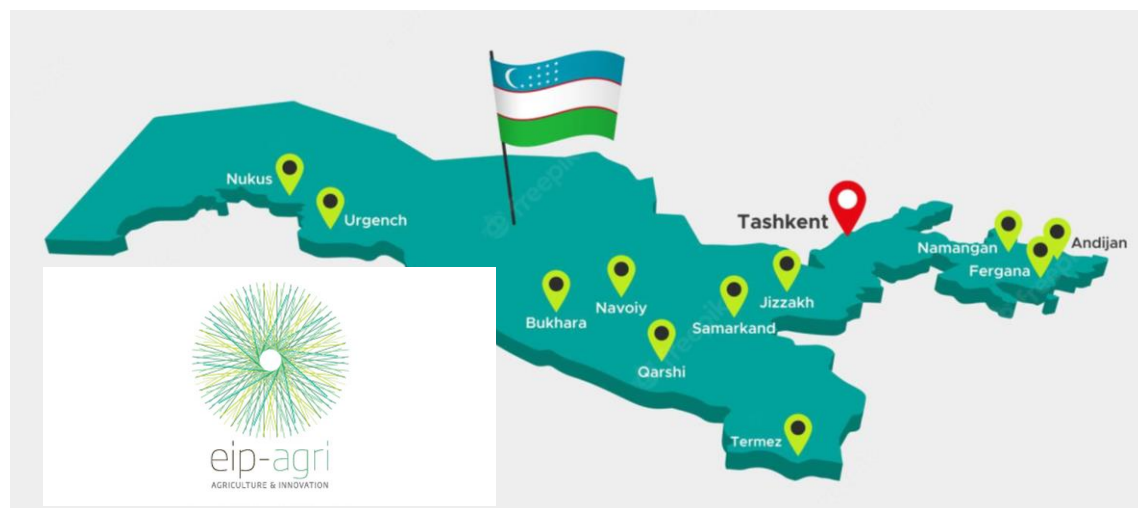 Nukus
Urgench
Tashkent
Namangan
Andijan
Fergana
Bukhara
Navoiy
Samarkand
Jizzakh
Qarshi
Termez
eip-agri
AGRICULTURE & INNOVATION